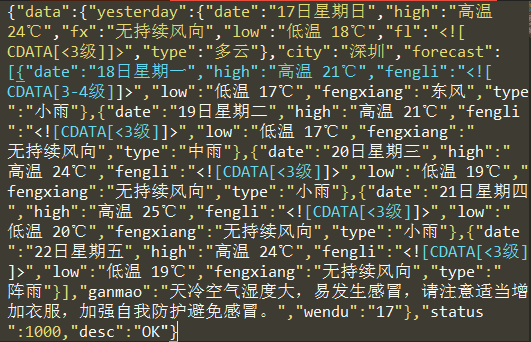 {"data":{"yesterday":{"date":"17日星期日","high":"高温
24℃","fx":"无持续风向","low":"低温 18℃","fl":"<![
CDATA[<3级]]>","type":"多云"},"city":"深圳","forecast":
[{"date":"18日星期一","high":"高温 21℃","fengli":"<![
CDATA[3-4级]]>","low":"低温 17℃","fengxiang":"东风","type
":"小雨"},{"date":"19日星期二","high":"高温 21℃","fengli
":"<![CDATA[<3级]]>","low":"低温 17℃","fengxiang":"
无持续风向","type":"中雨"},{"date":"20日星期三","high":"
高温 24℃","fengli":"<![CDATA[<3级]]>","low":"低温 19℃","
fengxiang":"无持续风向","type":"小雨"},{"date":"21日星期四
","high":"高温 25℃","fengli":"<![CDATA[<3级]]>","low":"
低温 20℃","fengxiang":"无持续风向","type":"小雨"},{"date
":"22日星期五","high":"高温 24℃","fengli":"<![CDATA[<3级]
]>","low":"低温 19℃","fengxiang":"无持续风向","type":"
阵雨"}],"ganmao":"天冷空气湿度大，易发生感冒，请注意适当增
加衣服，加强自我防护避免感冒。","wendu":"17"},"status
":1000,"desc":"OK"}